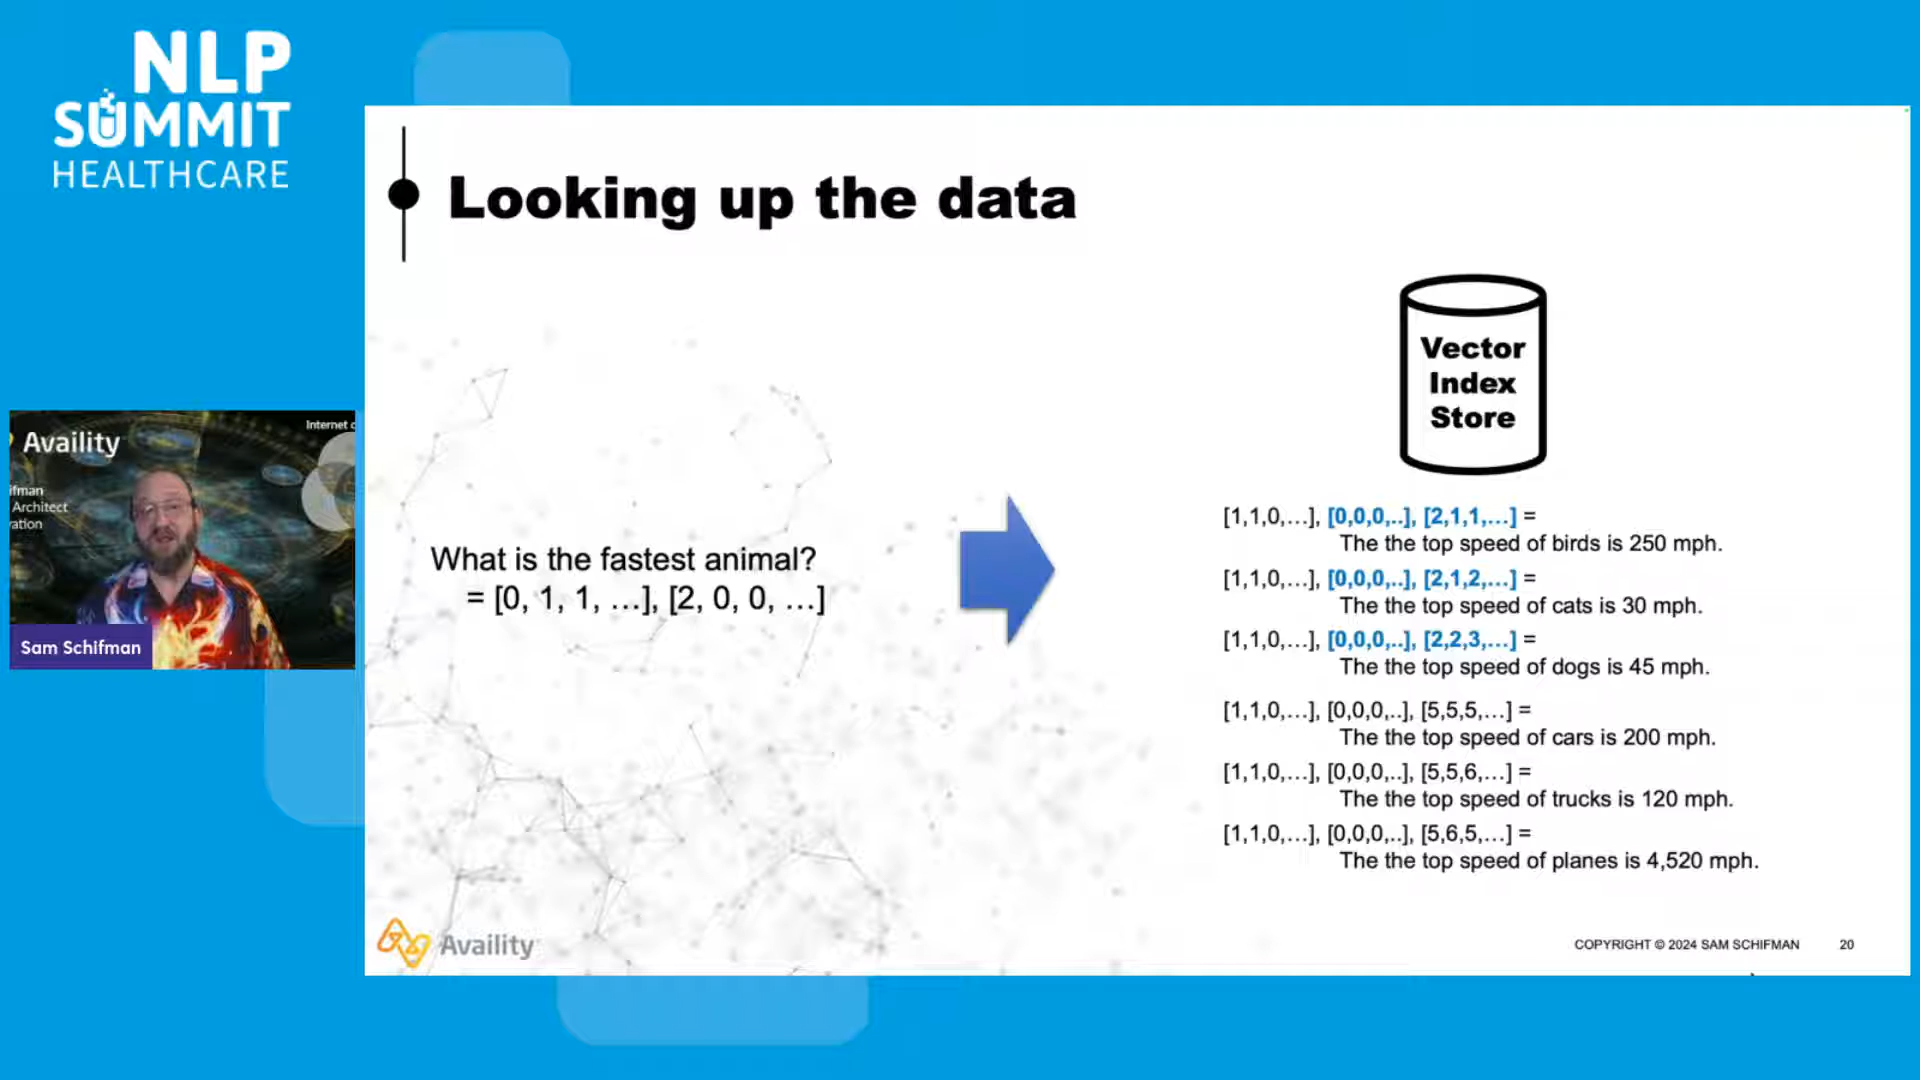 NLP
SUMMIT
HEALTHCARE
Looking up the data
Vector
Index
Store
What is the fastest animal?
= [0, 1, 1, …], [2, 0, 0, …]
[1,1,0,…], [0,0,0,..], [2,1,1,…] =
The the top speed of birds is 250 mph.
[1,1,0,…], [0,0,0,..], [2,1,2,…] =
The the top speed of cats is 30 mph.
[1,1,0,…], [0,0,0,..], [2,2,3,…] =
The the top speed of dogs is 45 mph.
[1,1,0,…], [0,0,0,..], [5,5,5,…] =
The the top speed of cars is 200 mph.
[1,1,0,…], [0,0,0,..], [5,5,6,…] =
The the top speed of trucks is 120 mph.
[1,1,0,…], [0,0,0,..], [5,6,5,…] =
The the top speed of planes is 4,520 mph.
Availity
Internet
ifman
Architect
ation
Sam Schifman
Availity
COPYRIGHT © 2024 SAM SCHIFMAN
20